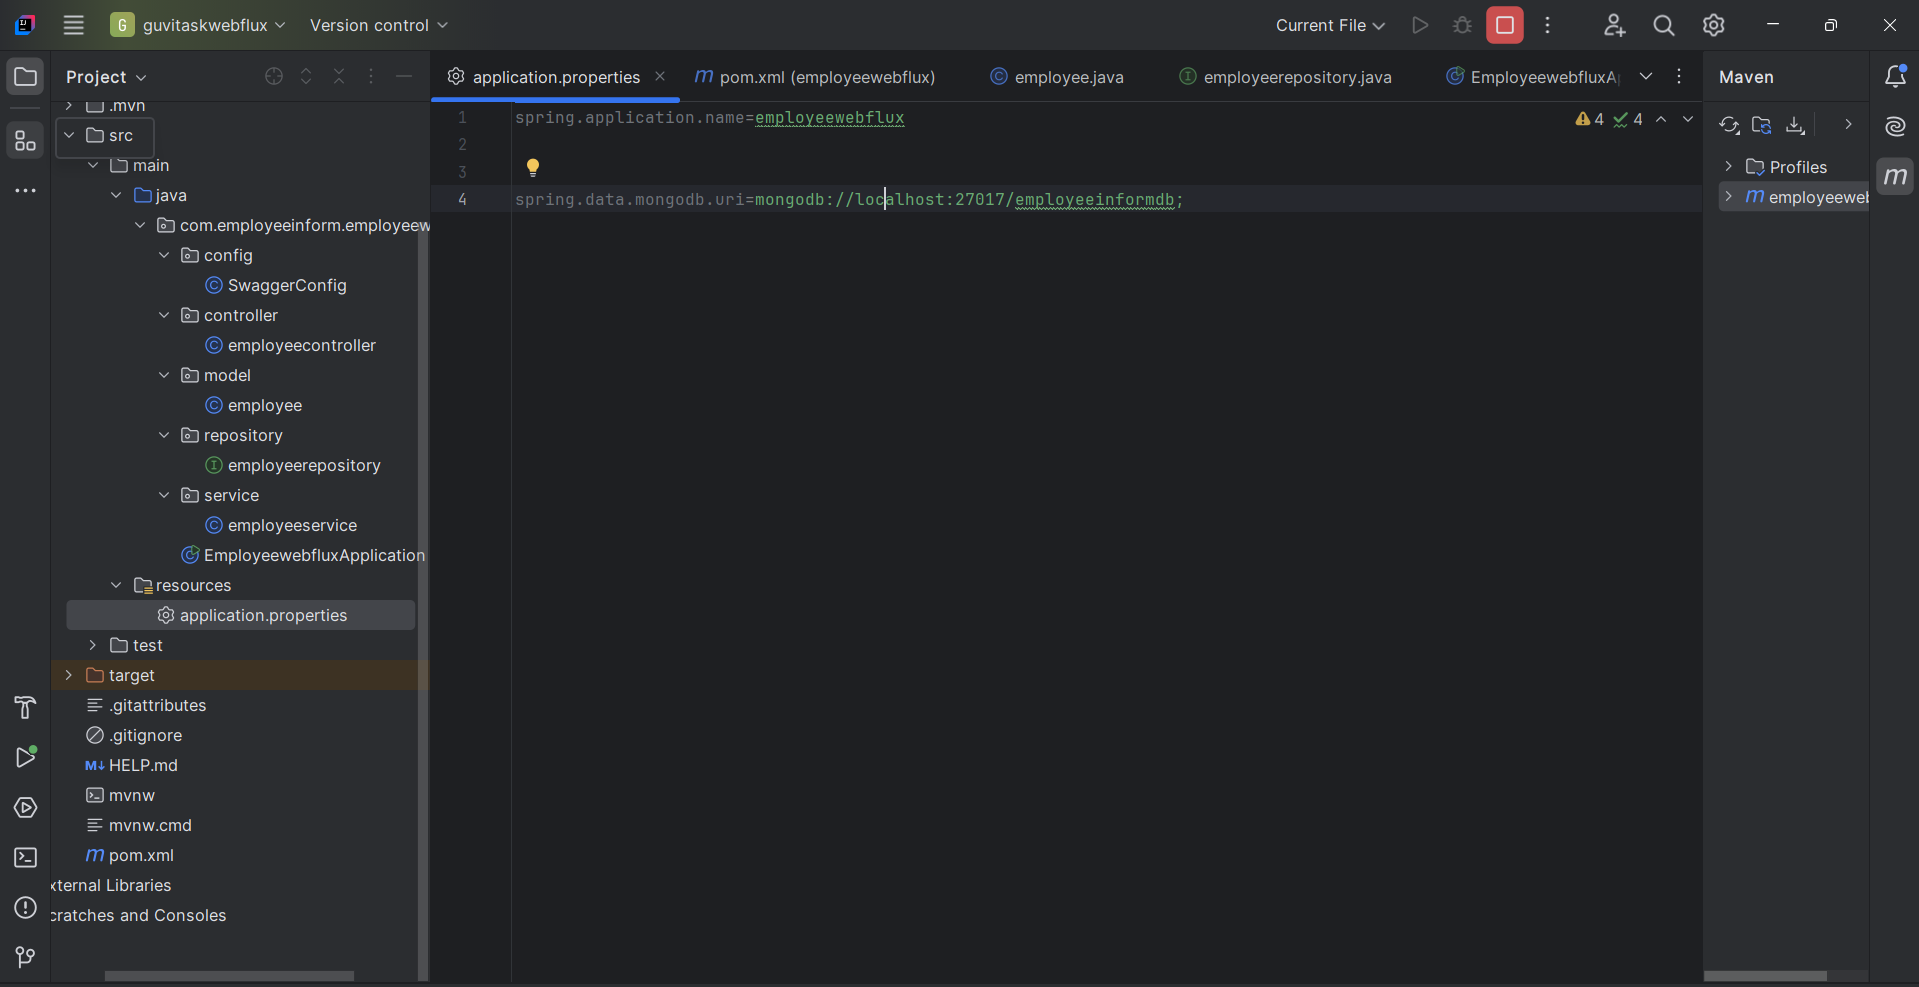 G guvitaskwebflux Version control Current File
Project
.mvn
src
main
java
com.employeeinform.employeew
config
SwaggerConfig
controller
employeecontroller
model
employee
repository
employeerepository
service
employeeservice
EmployeewebfluxApplication
resources
application.properties
test
target
.gitattributes
.gitignore
M↓ HELP.md
mvnw
mvnw.cmd
m pom.xml
xternal Libraries
cratches and Consoles
application.properties m pom.xml (employeewebflux) C employee.java I employeerepository.java C EmployeewebfluxA
1 spring.application.name=employeewebflux
2
3
4 spring.data.mongodb.uri=mongodb://localhost:27017/employeeinformdb;
4 4
Maven
Profiles
m employeeweb
m